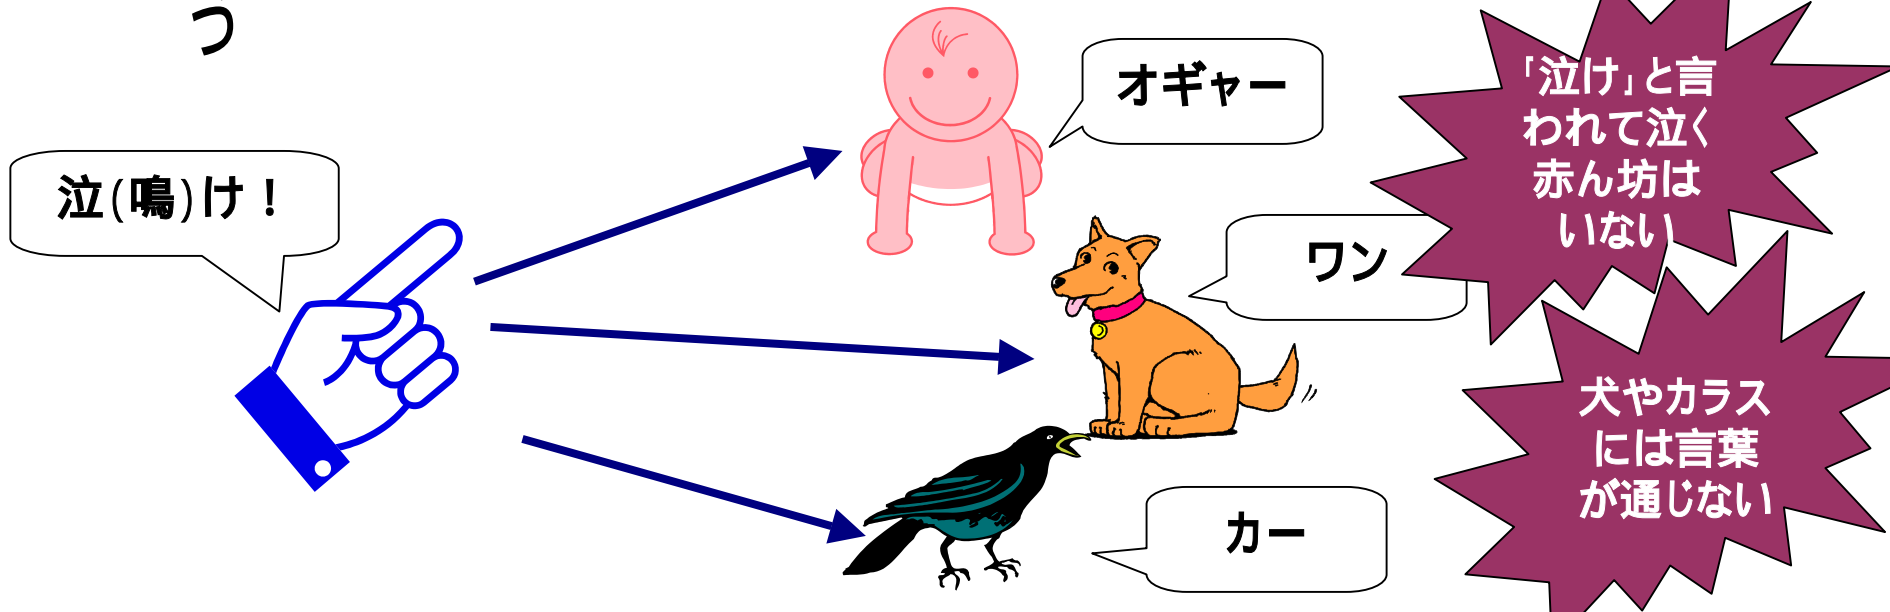 つ
泣(鳴)け！
オギャー
ワン
カー
「泣け」と言
われて泣く
赤ん坊は
いない
犬やカラス
には言葉
が通じない